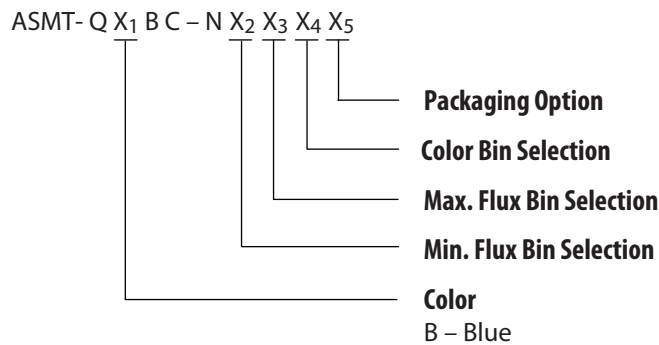 ASMT- Q X1 B C – N X2 X3 X4 X5
Packaging Option
Color Bin Selection
Max. Flux Bin Selection
Min. Flux Bin Selection
Color
B – Blue